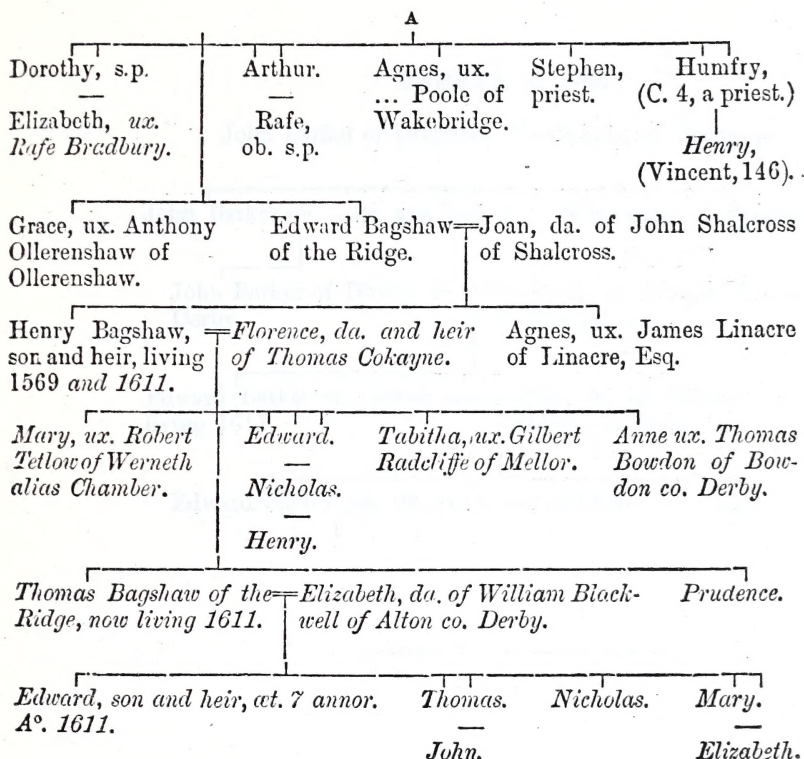 A
Dorothy, s.p.
—
Elizabeth, ux.
Rafe Bradbury.
Arthur.
—
Rafe,
ob. s.p.
Agnes, ux.
... Poole of
Wakebridge.
Stephen,
priest.
Humfry,
(C. 4, a priest.)
Henry,
(Vincent, 146).
Grace, ux. Anthony
Ollerenshaw of
Ollerenshaw.
Edward Bagshaw
of the Ridge.
Joan, da. of John Shalcross
of Shalcross.
Henry Bagshaw,
son and heir, living
1569 and 1611.
Florence, da. and heir
of Thomas Cokayne.
Agnes, ux. James Linacre
of Linacre, Esq.
Mary, ux. Robert
Tetlow of Werneth
alias Chamber.
Edward.
—
Nicholas.
—
Henry.
Tabitha, ux. Gilbert
Radcliffe of Mellor.
Anne ux. Thomas
Bowdon of Bow-
don co. Derby.
Thomas Bagshaw of the
Ridge, now living 1611.
Elizabeth, da. of William Black-
well of Alton co. Derby.
Prudence.
Edward, son and heir, æt. 7 annor.
Aº. 1611.
Thomas.
—
John.
Nicholas.
Mary.
—
Elizabeth.